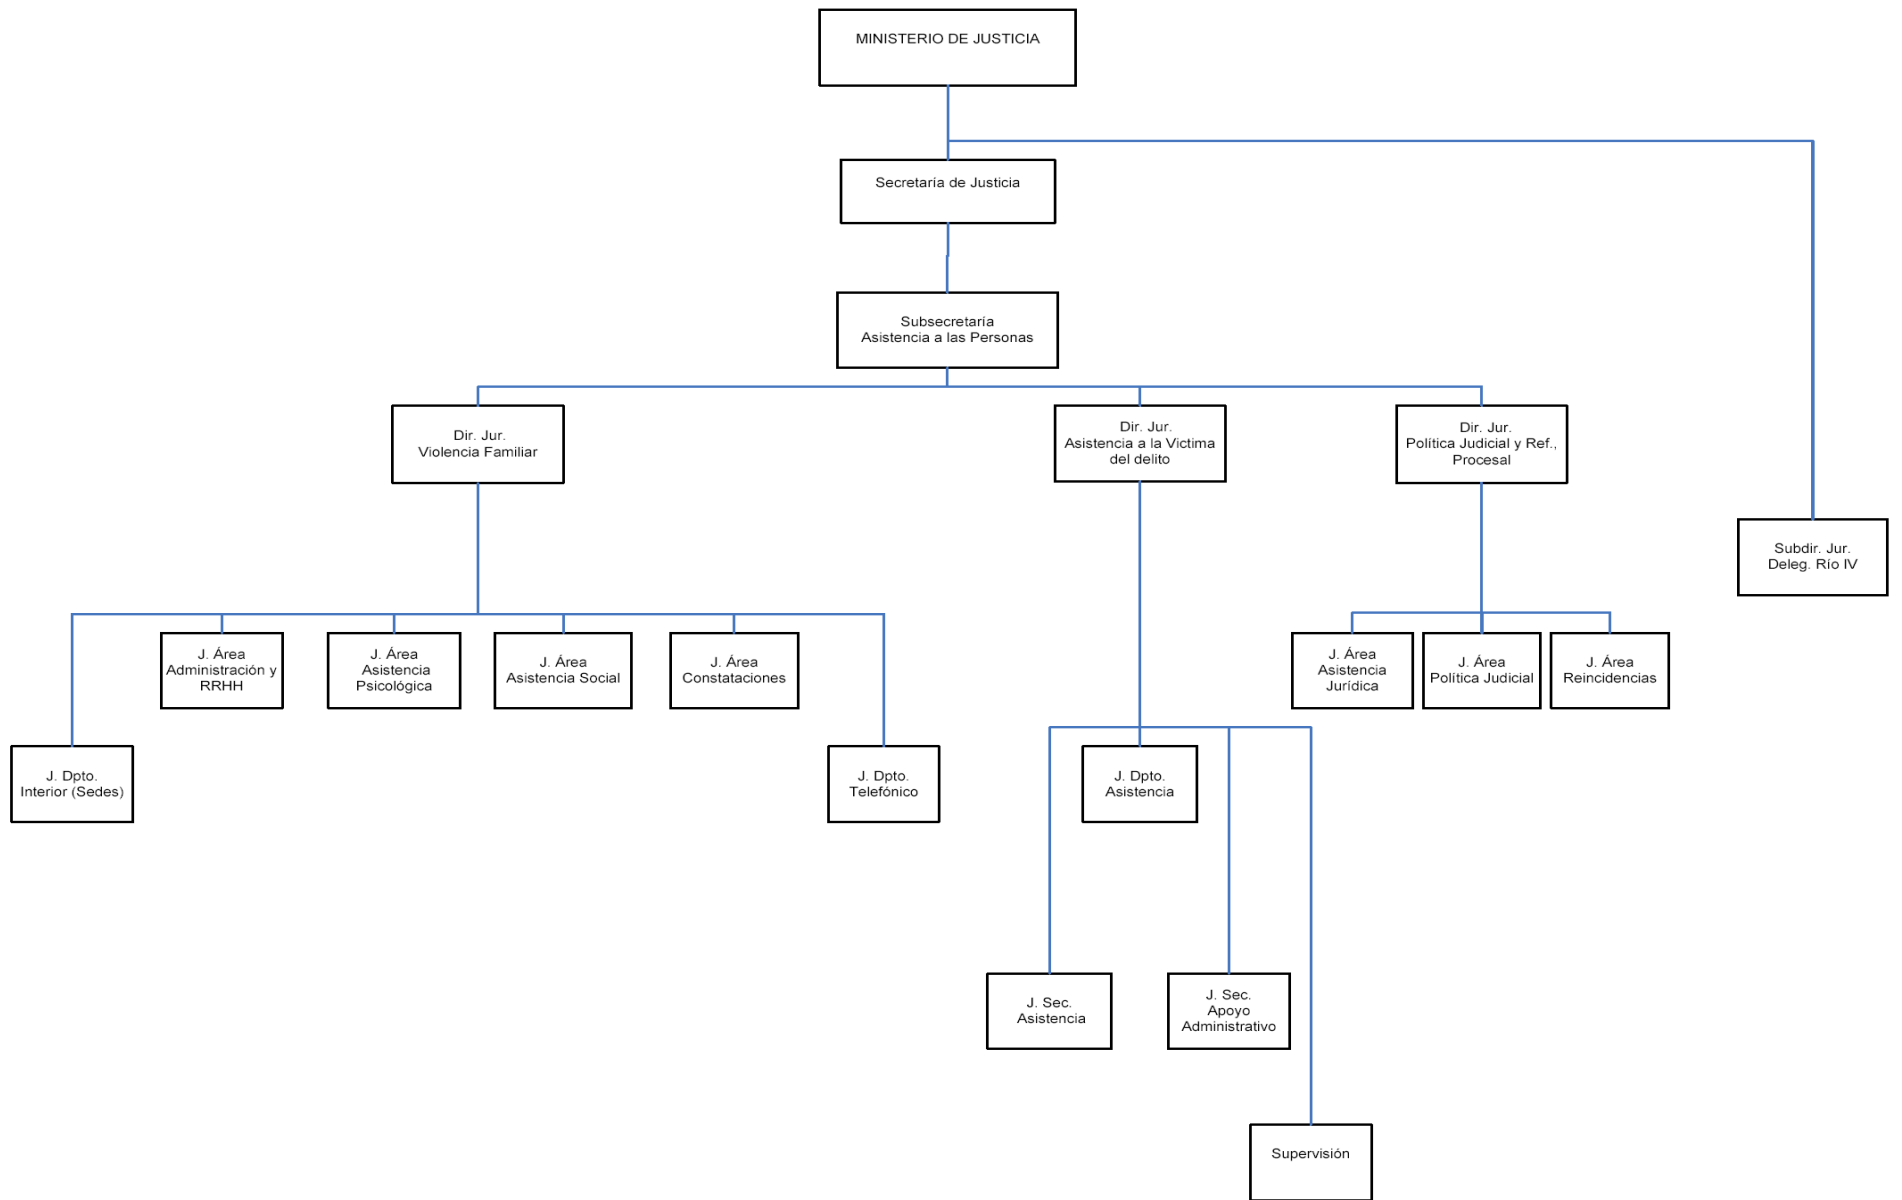 MINISTERIO DE JUSTICIA
Secretaría de Justicia
Subsecretaría
Asistencia a las Personas
Dir. Jur.
Violencia Familiar
Dir. Jur.
Asistencia a la Victima
del delito
Dir. Jur.
Política Judicial y Ref.,
Procesal
Subdir. Jur.
Deleg. Río IV
J. Área
Administración y
RRHH
J. Área
Asistencia
Psicológica
J. Área
Asistencia Social
J. Área
Constataciones
J. Área
Asistencia
Jurídica
J. Área
Política Judicial
J. Área
Reincidencias
J. Dpto.
Interior (Sedes)
J. Dpto.
Telefónico
J. Dpto.
Asistencia
J. Sec.
Asistencia
J. Sec.
Apoyo
Administrativo
Supervisión